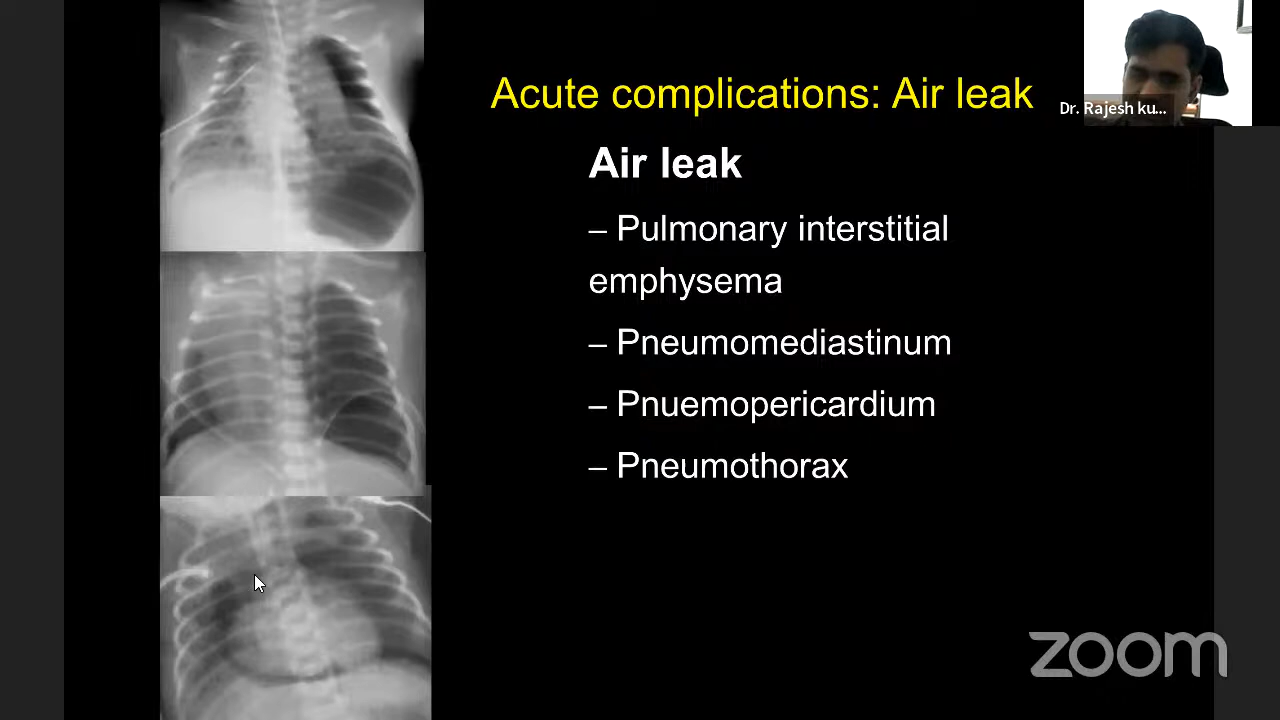 Acute complications: Air leak
Dr. Rajesh ku...
Air leak
– Pulmonary interstitial
emphysema
– Pneumomediastinum
– Pnuemopericardium
– Pneumothorax
zoom